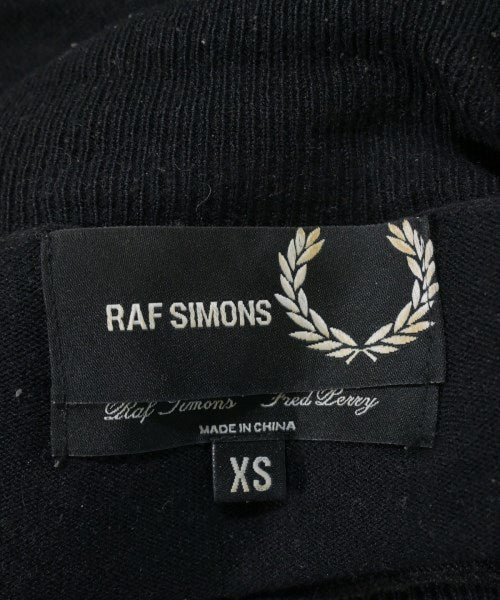 RAF SIMONS
Raf Simons Fred Perry
MADE IN CHINA
XS